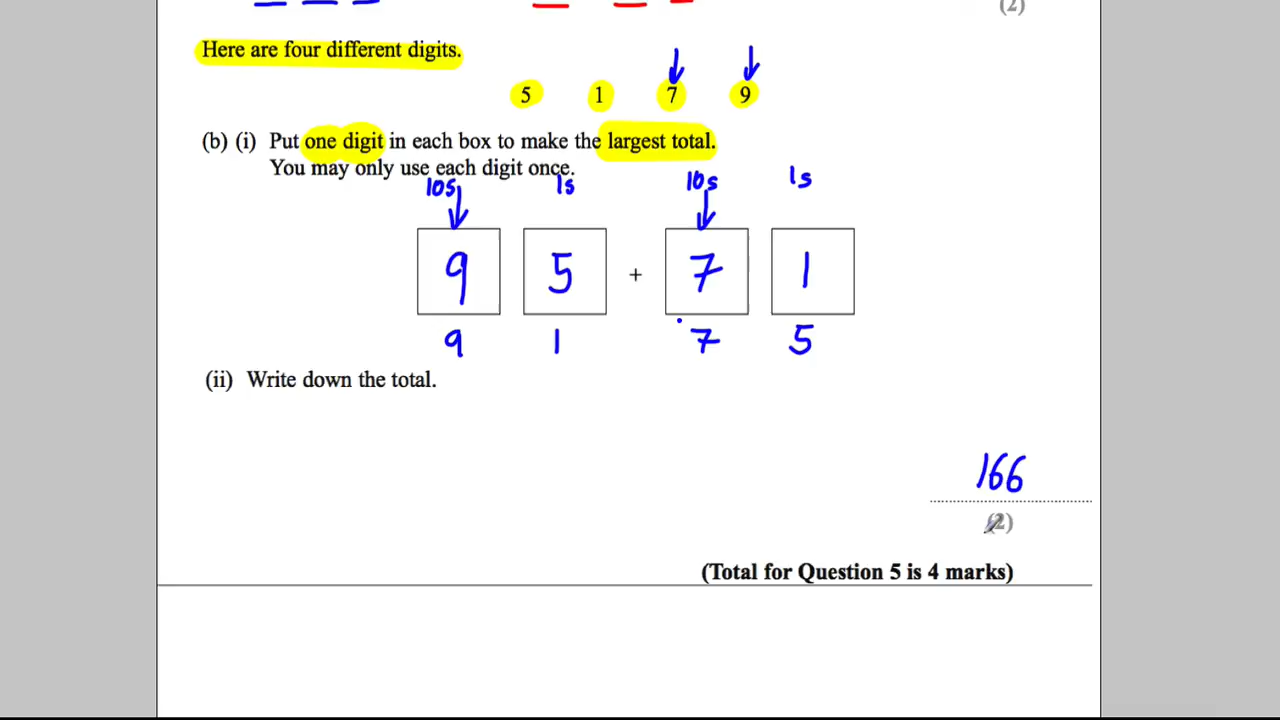 (2)
Here are four different digits.
5 1 7 9
(b) (i) Put one digit in each box to make the largest total.
You may only use each digit once.
10s 1s 10s 1s
9 5 + 7 1
9 1 7 5
(ii) Write down the total.
166
(2)
(Total for Question 5 is 4 marks)